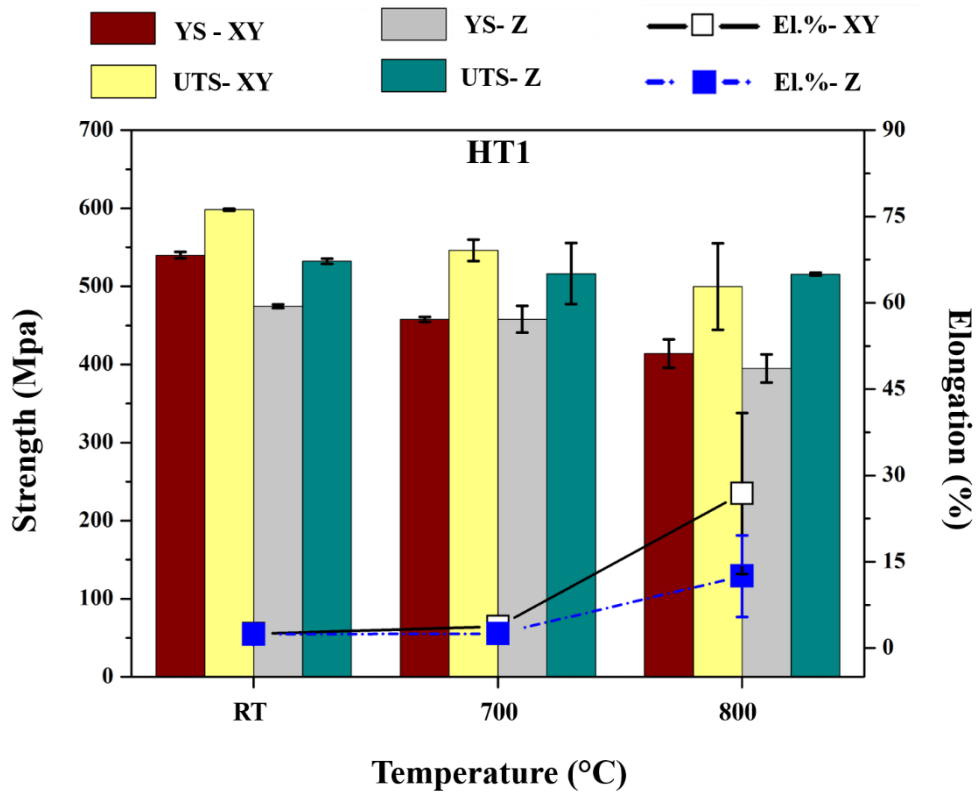 YS - XY
YS- Z
El.%- XY
UTS- XY
UTS- Z
El.%- Z
HT1
700
600
500
400
300
200
100
0
Strength (Mpa)
90
75
60
45
30
15
0
Elongation (%)
RT
700
800
Temperature (°C)